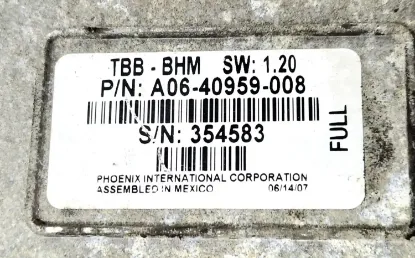 TBB - BHM SW: 1.20
P/N: A06-40959-008
S/N: 354583
FULL
PHOENIX INTERNATIONAL CORPORATION
ASSEMBLED IN MEXICO 06/14/07